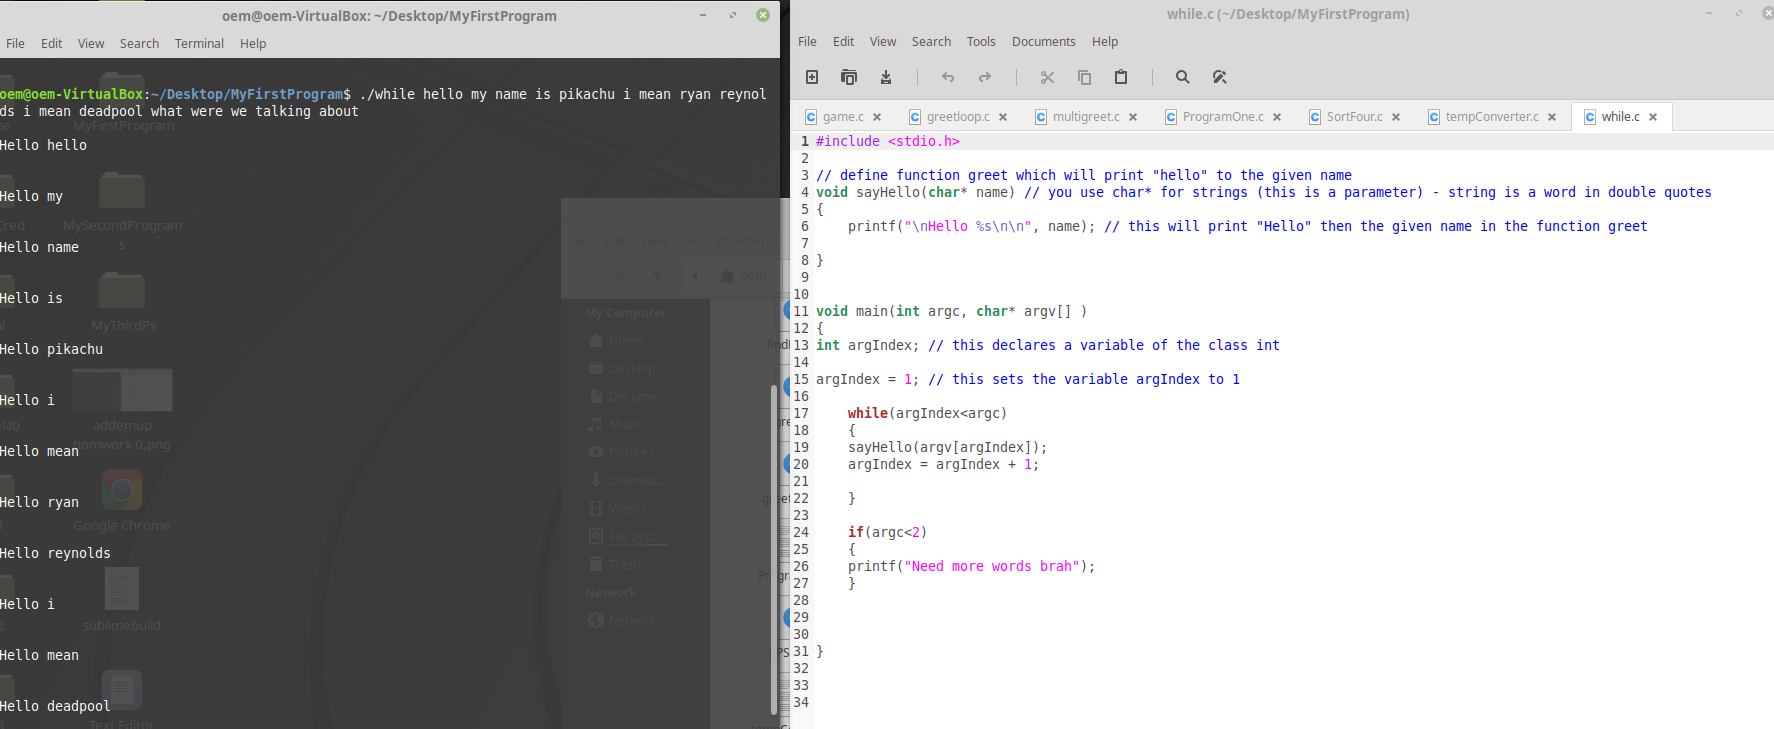 oem@oem-VirtualBox: ~/Desktop/MyFirstProgram
File Edit View Search Terminal Help
oem@oem-VirtualBox:~/Desktop/MyFirstProgram$ ./while hello my name is pikachu i mean ryan reynol
ds i mean deadpool what were we talking about
MyFirstProgram
Hello hello
Hello my
MySecondProgram
s
Hello name
Hello is
MyThirdPs
Hello pikachu
Hello i
addemup
homwork 0.png
Hello mean
Hello ryan
Google Chrome
Hello reynolds
Hello i
sublimebuild
Hello mean
Hello deadpool
Text Editor
File Edit View Go Bookmarks
oem
My Computer
Home
Desktop
Docume...
Music
Pictures
Downloa...
Videos
File Syst...
Trash
Network
Network
while.c (~/Desktop/MyFirstProgram)
File Edit View Search Tools Documents Help
game.c greetloop.c multigreet.c ProgramOne.c SortFour.c tempConverter.c while.c
1 #include <stdio.h>
2
3 // define function greet which will print "hello" to the given name
4 void sayHello(char* name) // you use char* for strings (this is a parameter) - string is a word in double quotes
5 {
6 printf("\nHello %s\n\n", name); // this will print "Hello" then the given name in the function greet
7
8 }
9
10
11 void main(int argc, char* argv[] )
12 {
13 int argIndex; // this declares a variable of the class int
14
15 argIndex = 1; // this sets the variable argIndex to 1
16
17 while(argIndex<argc)
18 {
19 sayHello(argv[argIndex]);
20 argIndex = argIndex + 1;
21
22 }
23
24 if(argc<2)
25 {
26 printf("Need more words brah");
27 }
28
29
30
31 }
32
33
34